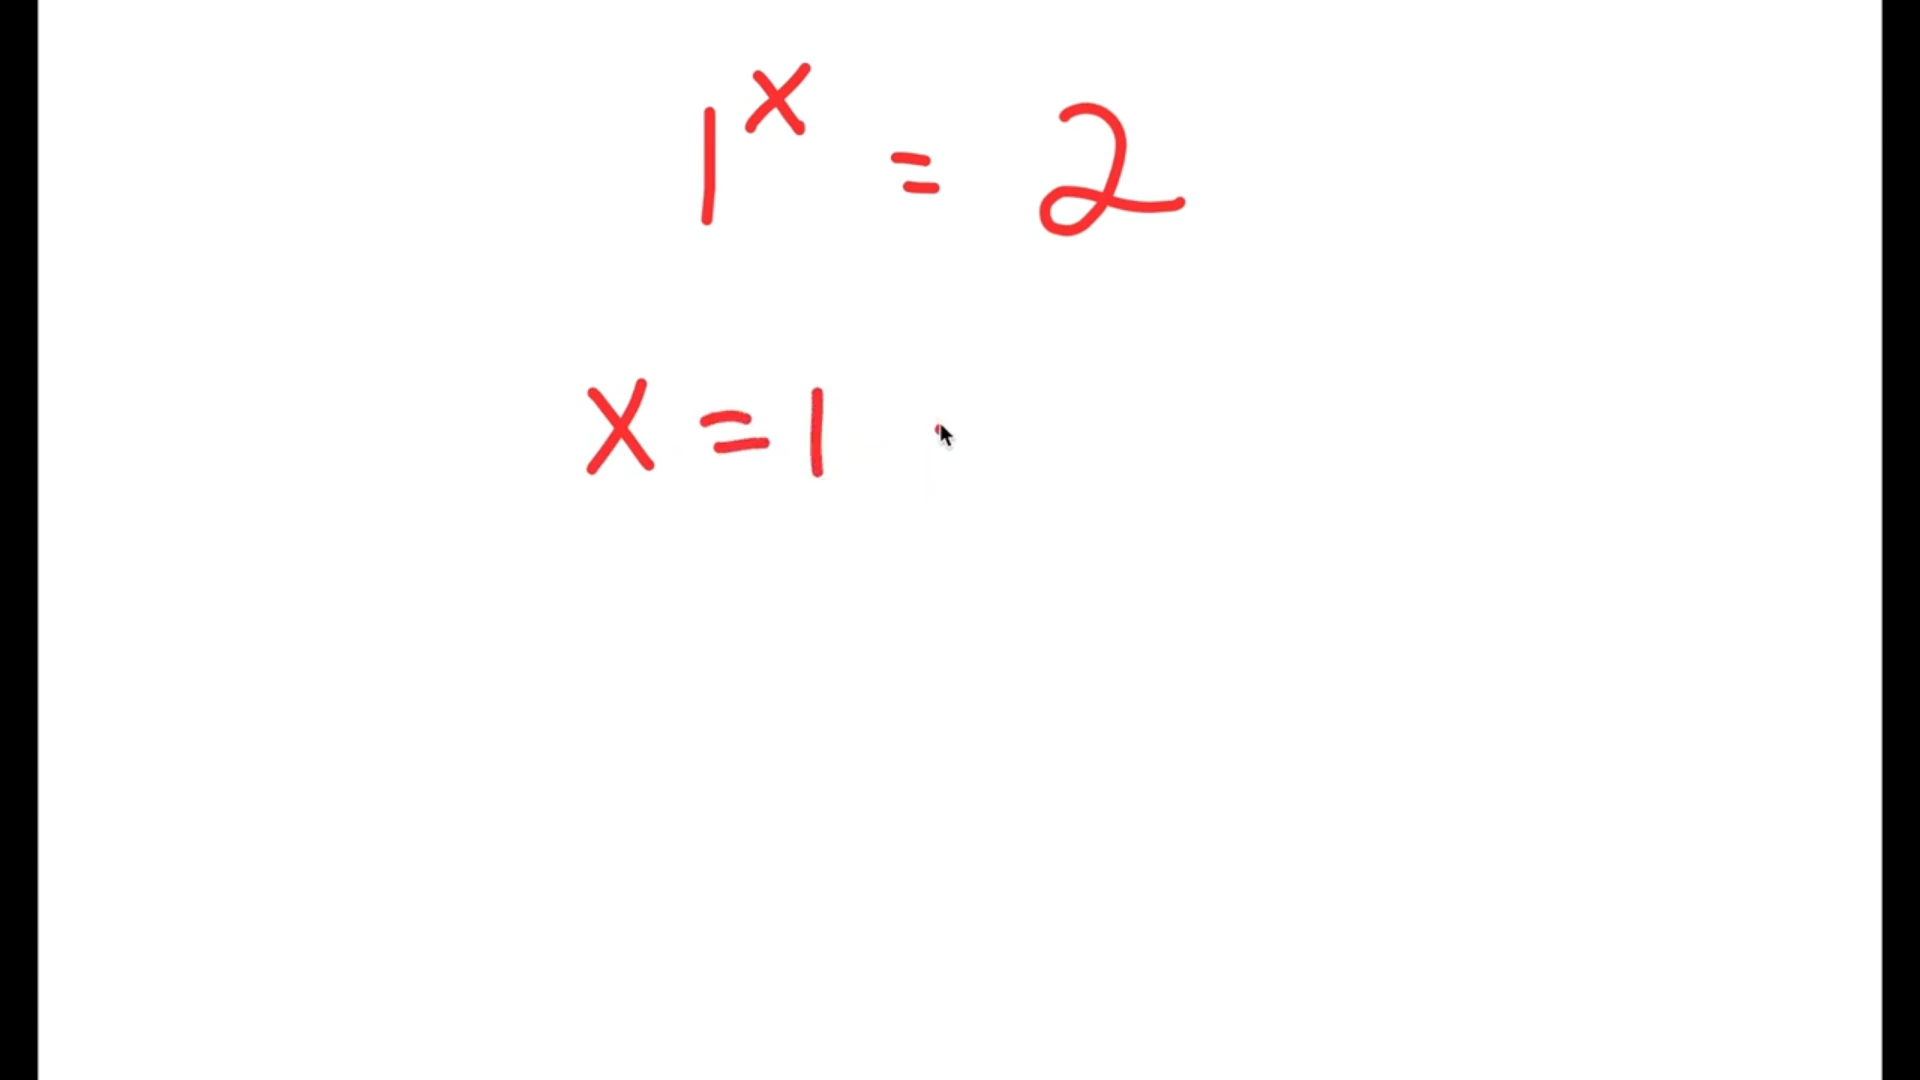 1^x = 2
x = 1